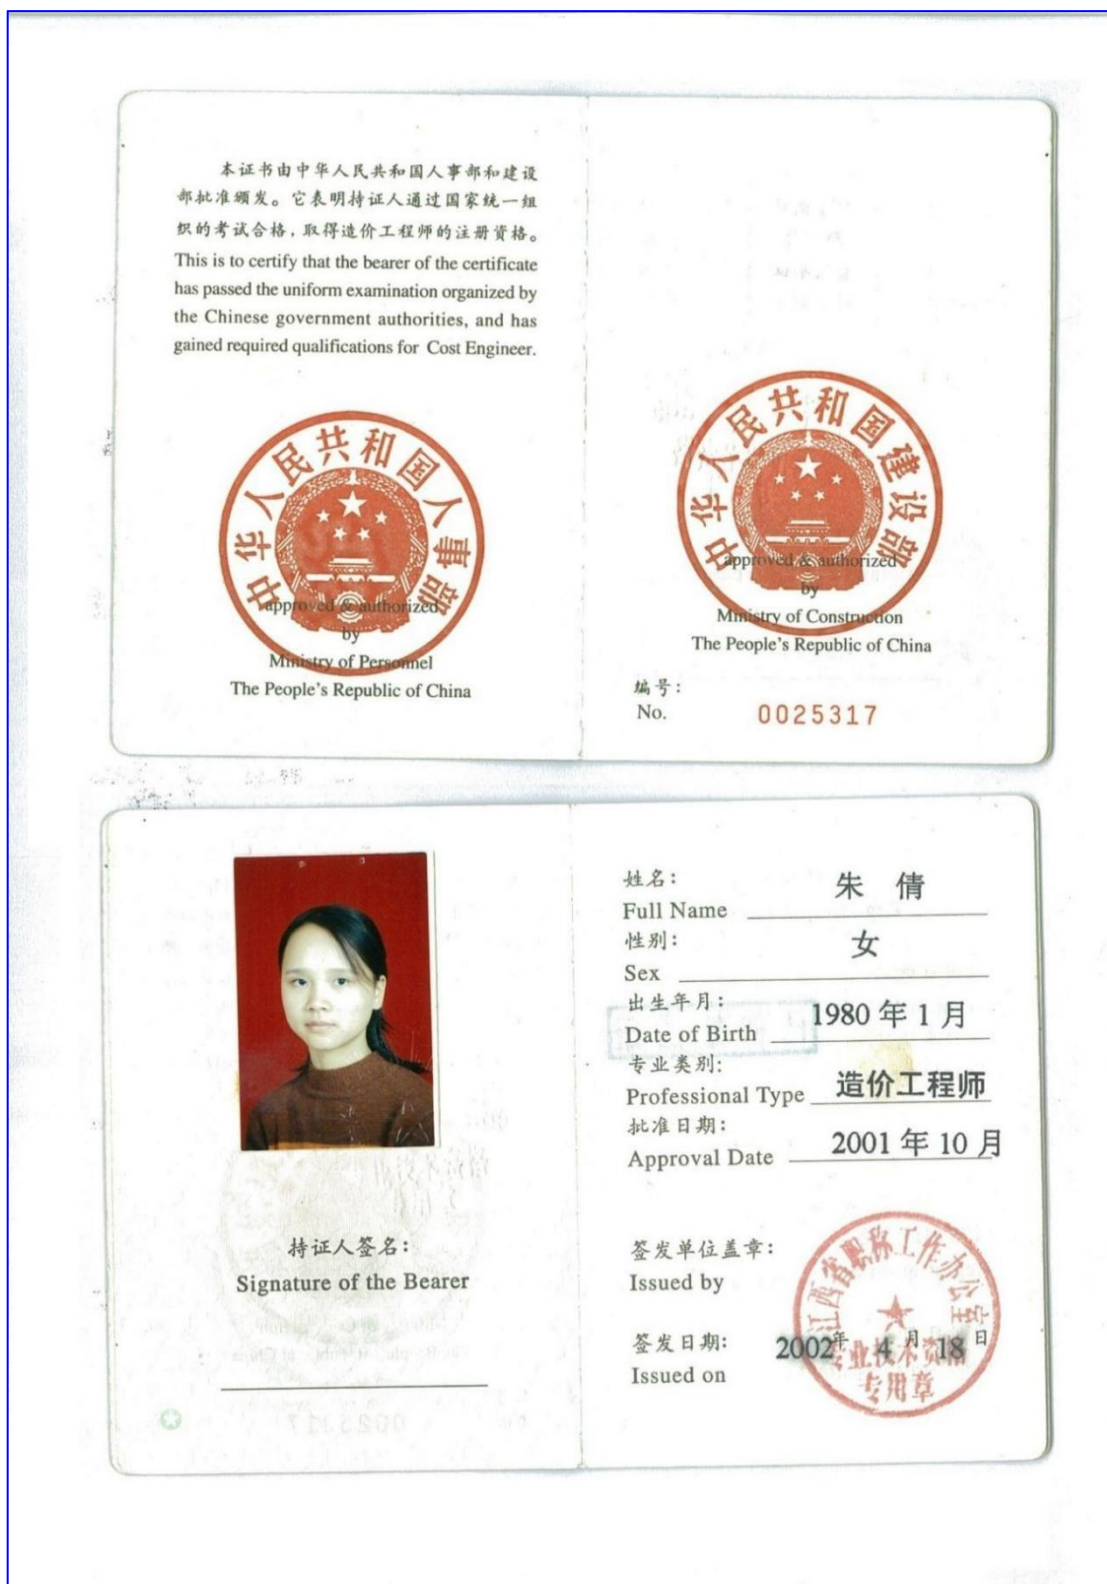 本证书由中华人民共和国人事部和建设
部批准颁发。它表明持证人通过国家统一组
织的考试合格，取得造价工程师的注册资格。
This is to certify that the bearer of the certificate
has passed the uniform examination organized by
the Chinese government authorities, and has
gained required qualifications for Cost Engineer.
中华人民共和国人事部
approved & authorized
by
Ministry of Personnel
The People's Republic of China
中华人民共和国建设部
approved & authorized
by
Ministry of Construction
The People's Republic of China
编号：
No. 0025317
持证人签名：
Signature of the Bearer
姓名：
Full Name 朱 倩
性别：
Sex 女
出生年月：
Date of Birth 1980 年 1 月
专业类别：
Professional Type 造价工程师
批准日期：
Approval Date 2001 年 10 月
签发单位盖章：
Issued by
江西省职称工作办公室
专业技术资格
专用章
签发日期： 2002 年 4 月 18 日
Issued on